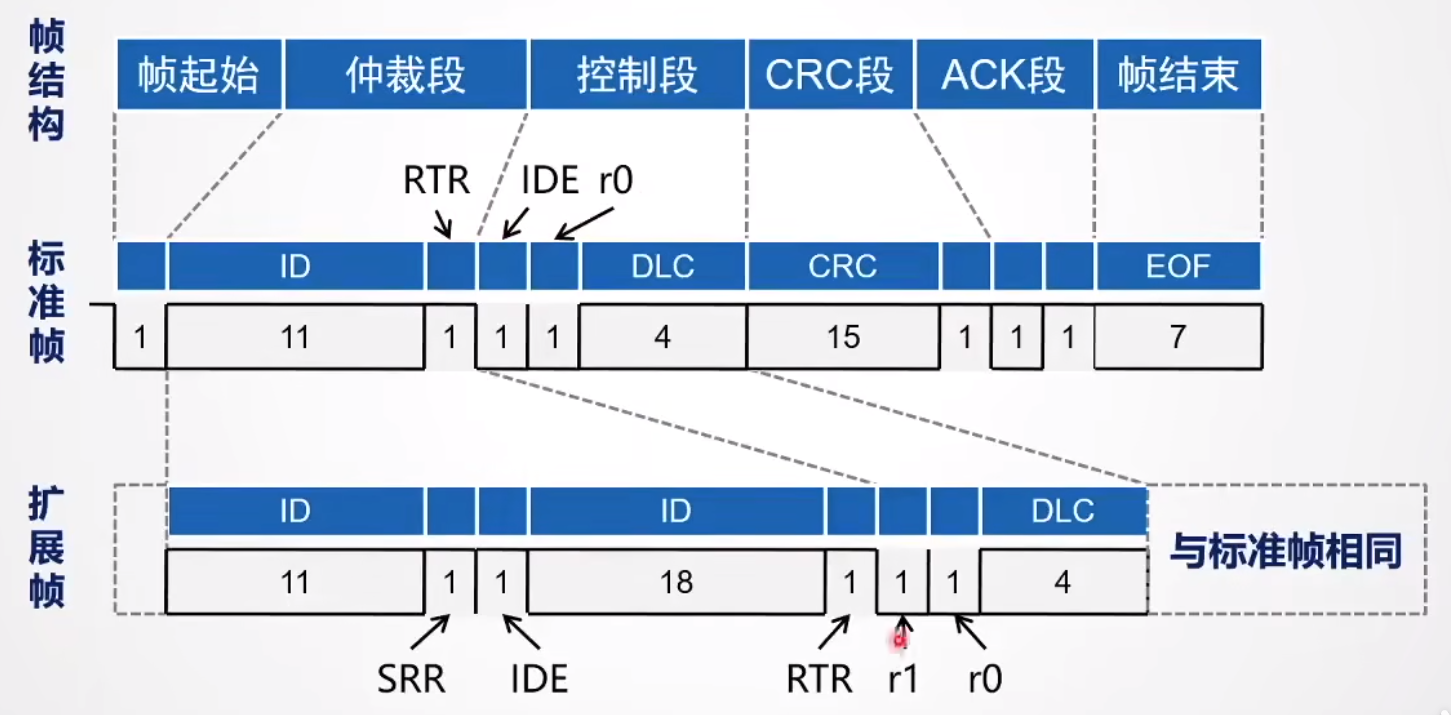 帧结构
帧起始 仲裁段 控制段 CRC段 ACK段 帧结束
RTR IDE r0
标准帧
ID DLC CRC EOF
1 11 1 1 1 4 15 1 1 1 7
扩展帧
ID ID DLC
11 1 1 18 1 1 1 4
与标准帧相同
SRR IDE RTR r1 r0